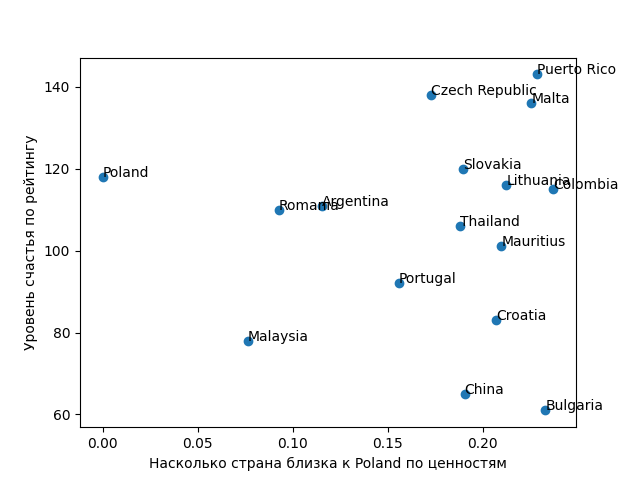 Уровень счастья по рейтингу
140
120
100
80
60
Puerto Rico
Czech Republic
Malta
Poland
Slovakia
Lithuania
Colombia
Romania
Argentina
Thailand
Mauritius
Portugal
Croatia
Malaysia
China
Bulgaria
0.00 0.05 0.10 0.15 0.20
Насколько страна близка к Poland по ценностям